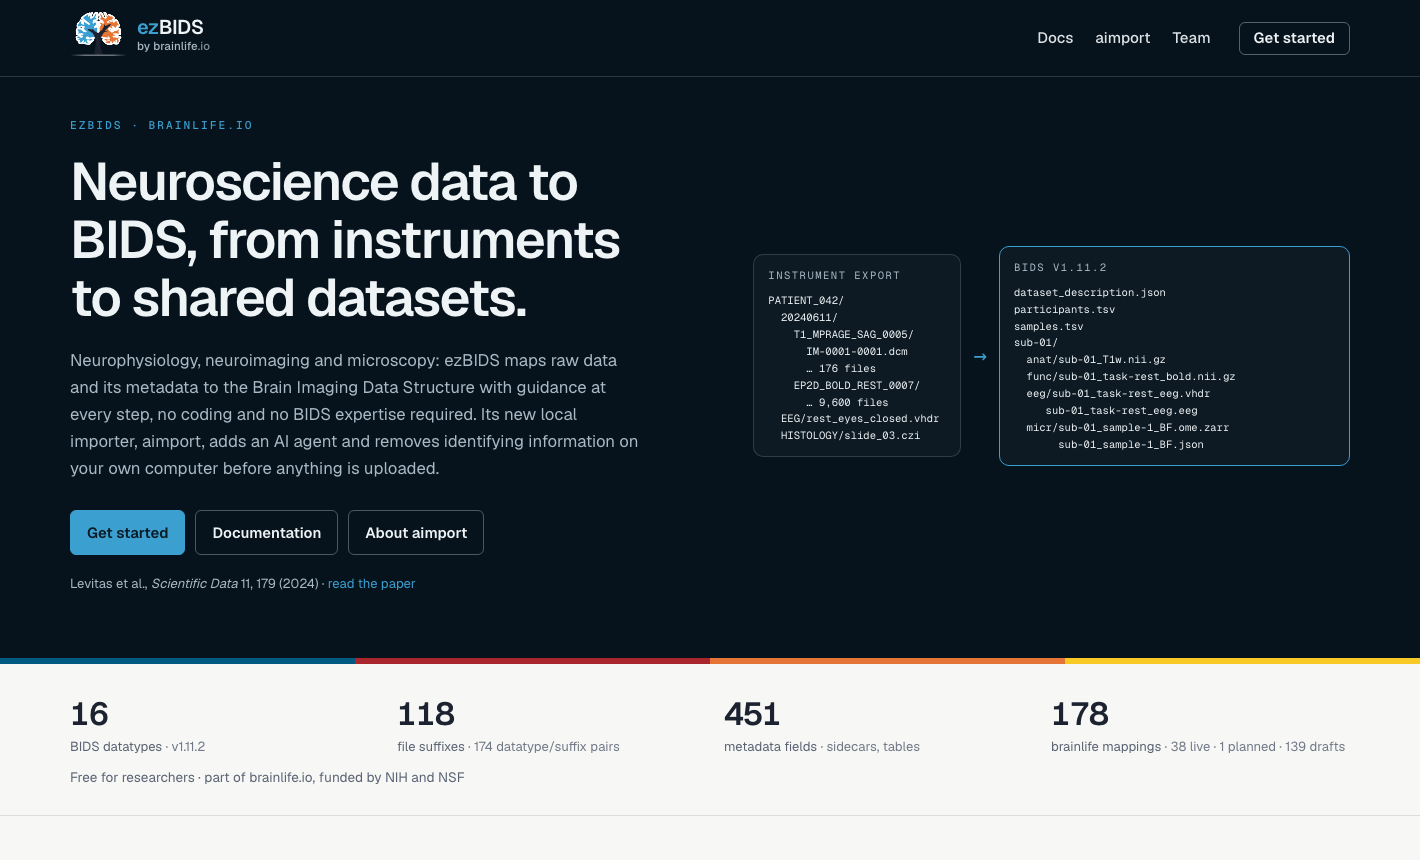 ezBIDS
by brainlife.io
Docs
aimport
Team
Get started
EZBIDS · BRAINLIFE.IO
Neuroscience data to
BIDS, from instruments
to shared datasets.
Neurophysiology, neuroimaging and microscopy: ezBIDS maps raw data
and its metadata to the Brain Imaging Data Structure with guidance at
every step, no coding and no BIDS expertise required. Its new local
importer, aimport, adds an AI agent and removes identifying information on
your own computer before anything is uploaded.
Get started
Documentation
About aimport
Levitas et al., Scientific Data 11, 179 (2024) · read the paper
INSTRUMENT EXPORT
PATIENT_042/
20240611/
T1_MPRAGE_SAG_0005/
IM-0001-0001.dcm
… 176 files
EP2D_BOLD_REST_0007/
… 9,600 files
EEG/rest_eyes_closed.vhdr
HISTOLOGY/slide_03.czi
→
BIDS V1.11.2
dataset_description.json
participants.tsv
samples.tsv
sub-01/
anat/sub-01_T1w.nii.gz
func/sub-01_task-rest_bold.nii.gz
eeg/sub-01_task-rest_eeg.vhdr
sub-01_task-rest_eeg.eeg
micr/sub-01_sample-1_BF.ome.zarr
sub-01_sample-1_BF.json
16
BIDS datatypes · v1.11.2
118
file suffixes · 174 datatype/suffix pairs
451
metadata fields · sidecars, tables
178
brainlife mappings · 38 live · 1 planned · 139 drafts
Free for researchers · part of brainlife.io, funded by NIH and NSF